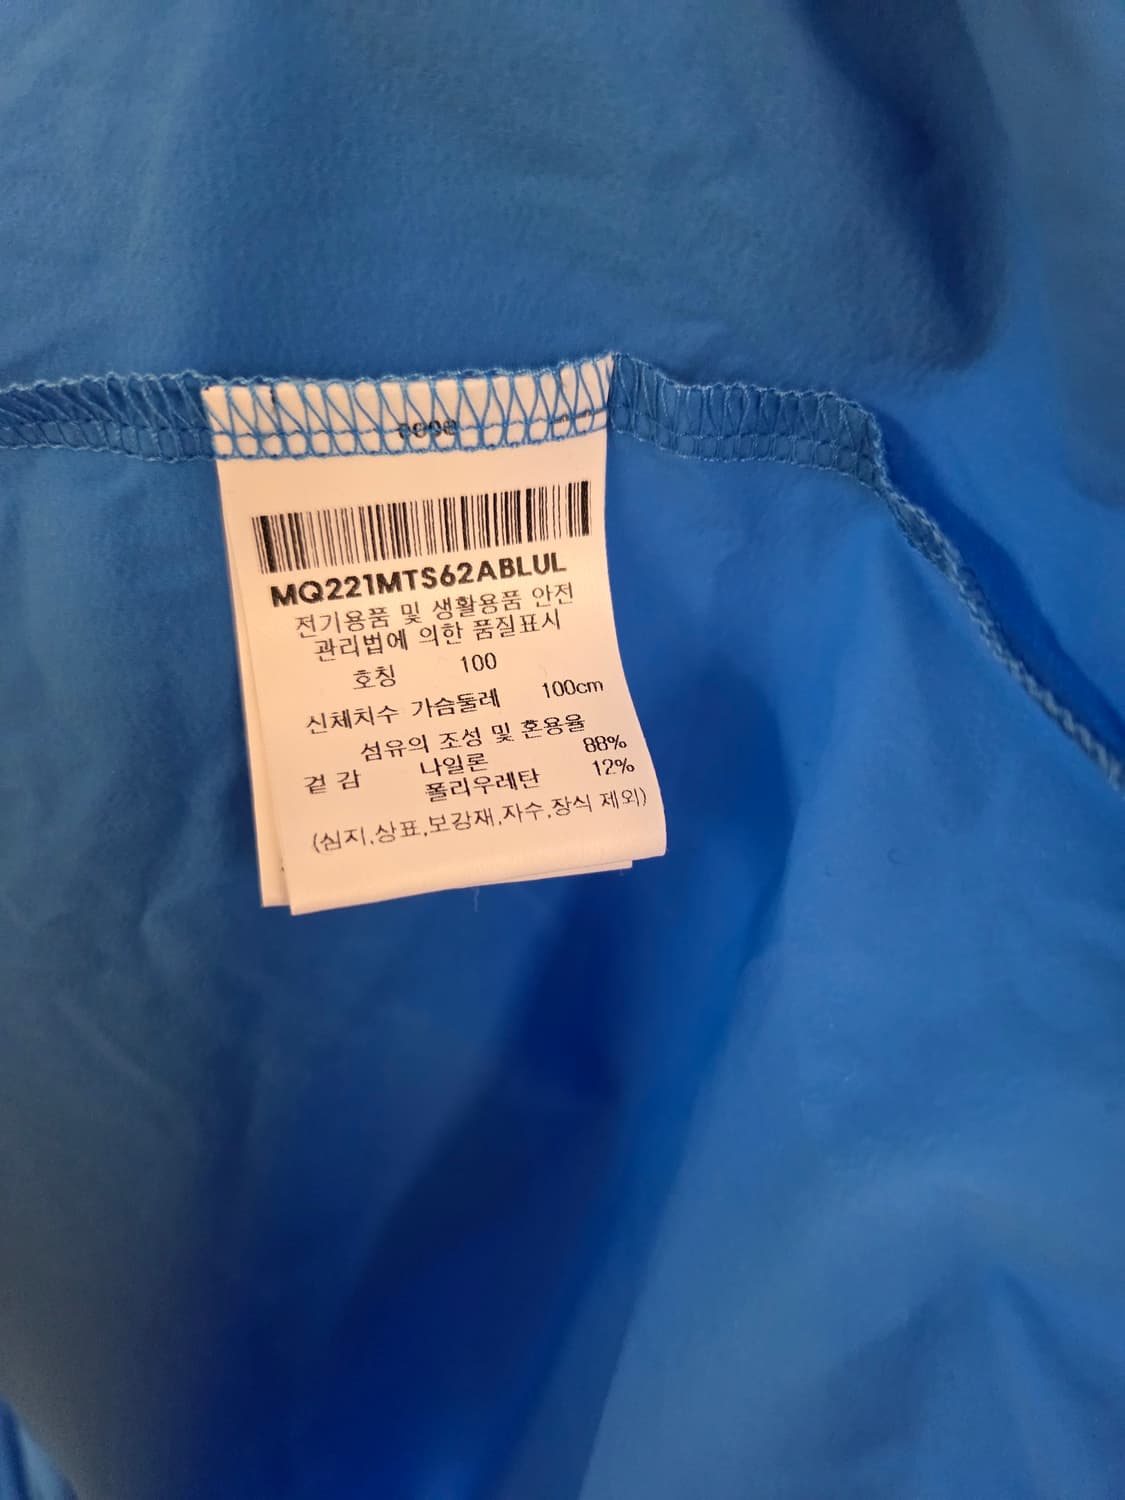 MQ221MTS62ABLUL
전기용품 및 생활용품 안전
관리법에 의한 품질표시
호칭 100
신체치수 가슴둘레 100cm
섬유의 조성 및 혼용율
겉감 나일론 88%
폴리우레탄 12%
(심지,상표,보강재,자수,장식 제외)